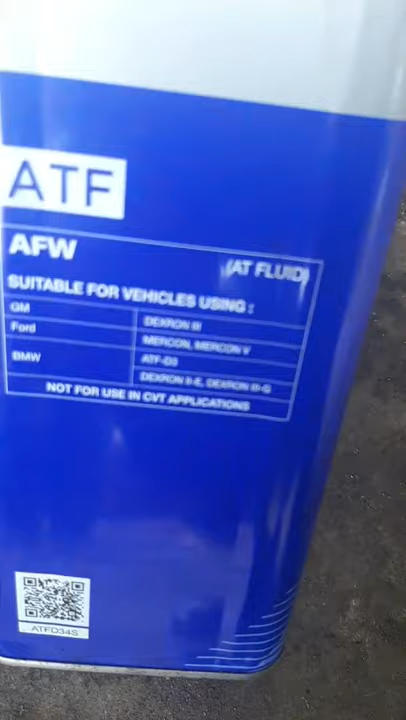 ATF
AFW
(AT FLUID)
SUITABLE FOR VEHICLES USING :
GM DEXRON III
Ford MERCON, MERCON V
BMW ATF-D3
DEXRON II-E, DEXRON III-G
NOT FOR USE IN CVT APPLICATIONS
ATFD34S